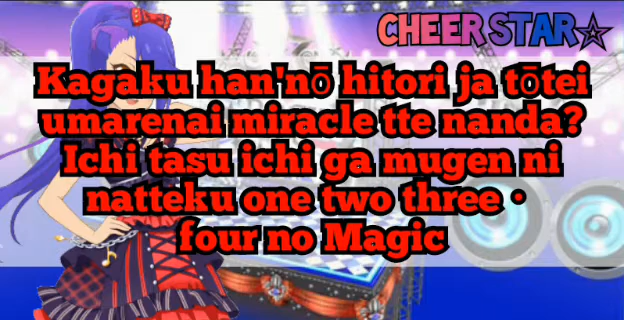 CHEER STAR☆
Kagaku han'nō hitori ja tōtei
umarenai miracle tte nanda?
Ichi tasu ichi ga mugen ni
natteku one two three・
four no Magic